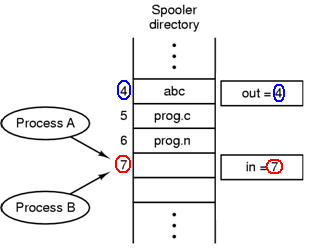 Spooler
directory
4 abc out = 4
5 prog.c
Process A
6 prog.n
7 in = 7
Process B